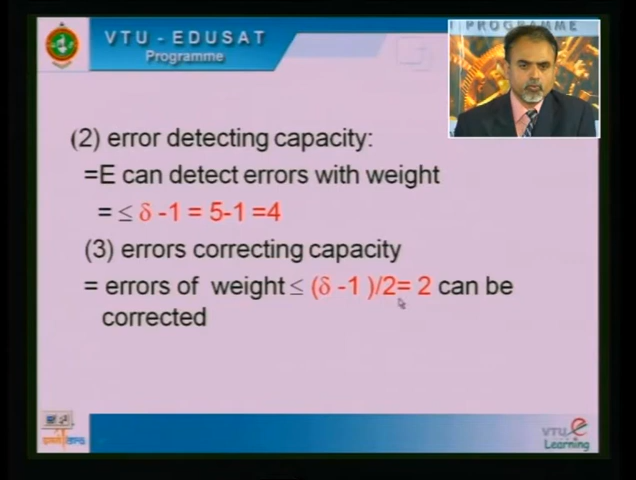 VTU - EDUSAT
Programme
PROGRAMME
(2) error detecting capacity:
=E can detect errors with weight
= ≤ δ -1 = 5-1 =4
(3) errors correcting capacity
= errors of weight ≤ (δ -1 )/2= 2 can be
corrected
VTU e
Learning